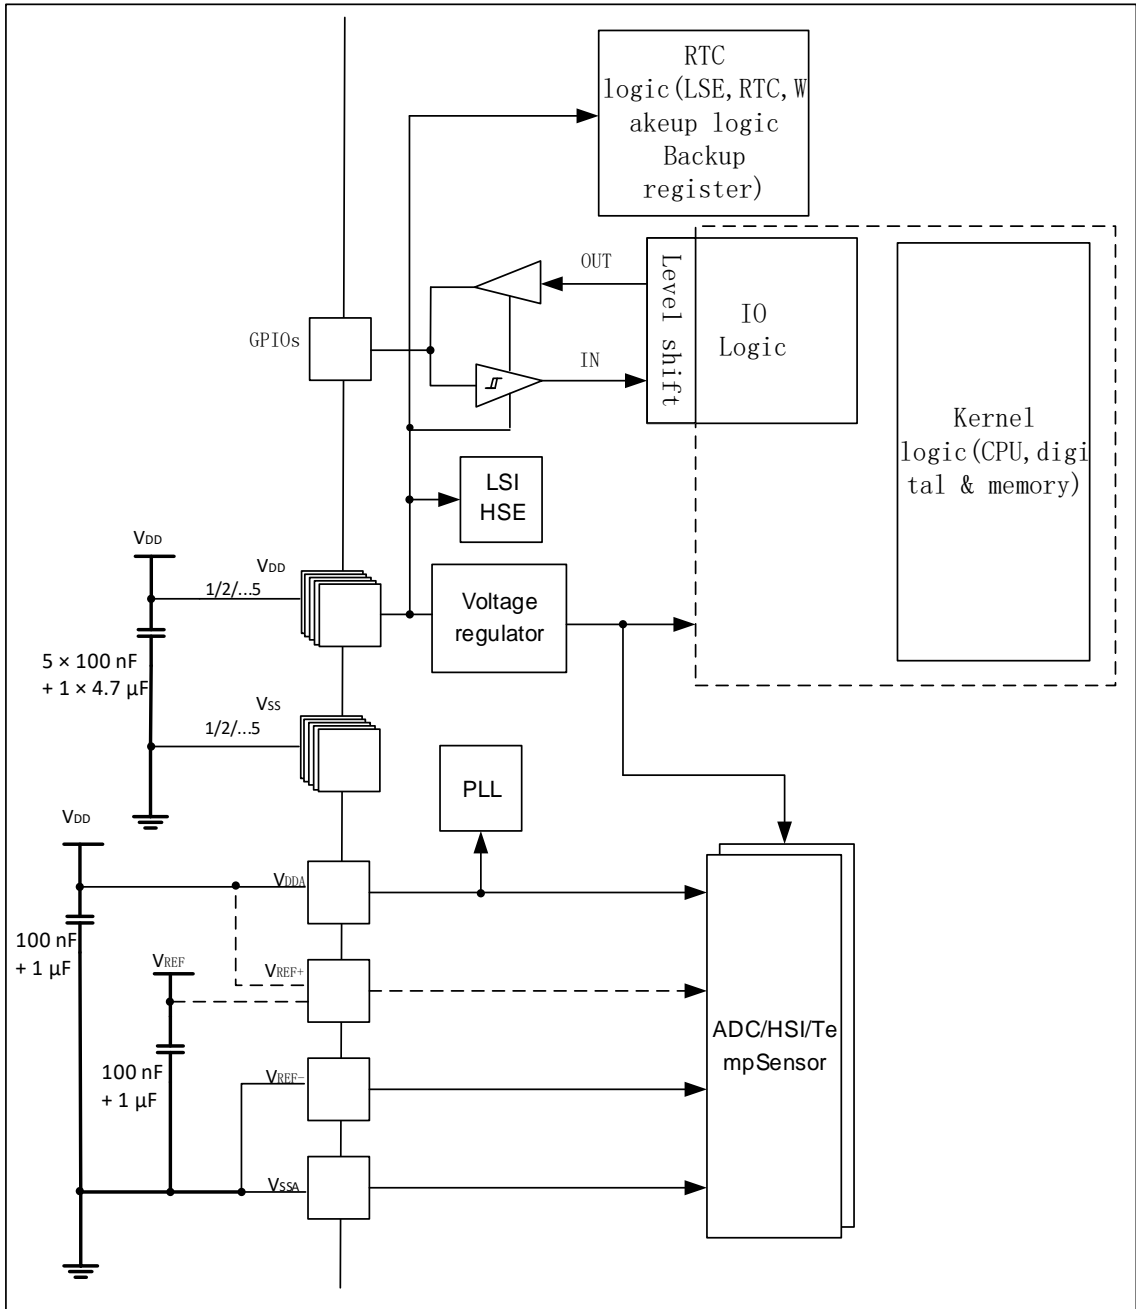 RTC
logic(LSE,RTC,W
akeup logic
Backup
register)
OUT
Level shift
IO
Logic
GPIOs
IN
Kernel
logic(CPU,digi
tal & memory)
LSI
HSE
VDD
VDD
1/2/...5
Voltage
regulator
5 × 100 nF
+ 1 × 4.7 µF
VSS
1/2/...5
PLL
VDD
VDDA
100 nF
+ 1 µF
VREF
VREF+
ADC/HSI/Te
mpSensor
100 nF
+ 1 µF
VREF-
VSSA